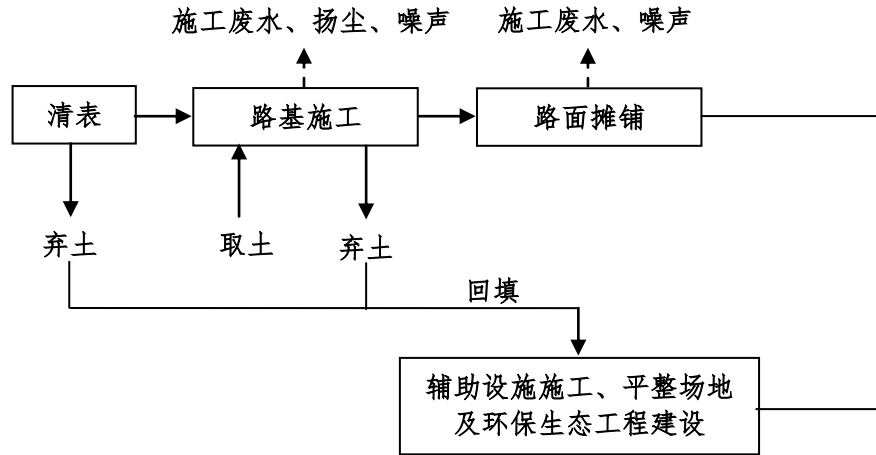 施工废水、扬尘、噪声
施工废水、噪声
清表
路基施工
路面摊铺
弃土
取土
弃土
回填
辅助设施施工、平整场地
及环保生态工程建设